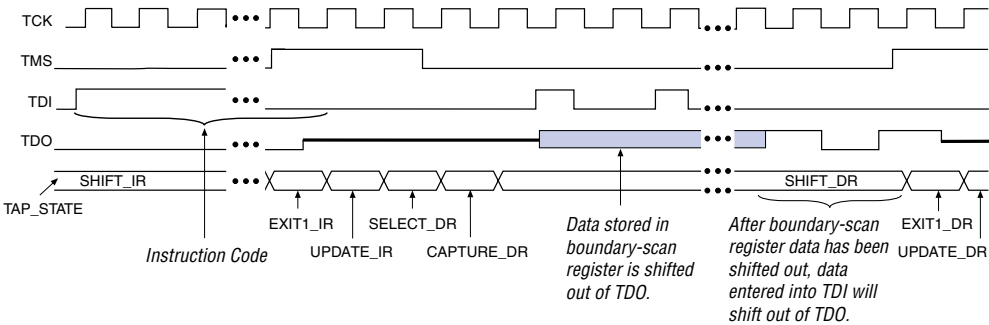 TCK
TMS
TDI
TDO
SHIFT_IR
SHIFT_DR
TAP_STATE
EXIT1_IR
SELECT_DR
EXIT1_DR
UPDATE_IR
CAPTURE_DR
UPDATE_DR
Instruction Code
Data stored in
boundary-scan
register is shifted
out of TDO.
After boundary-scan
register data has been
shifted out, data
entered into TDI will
shift out of TDO.